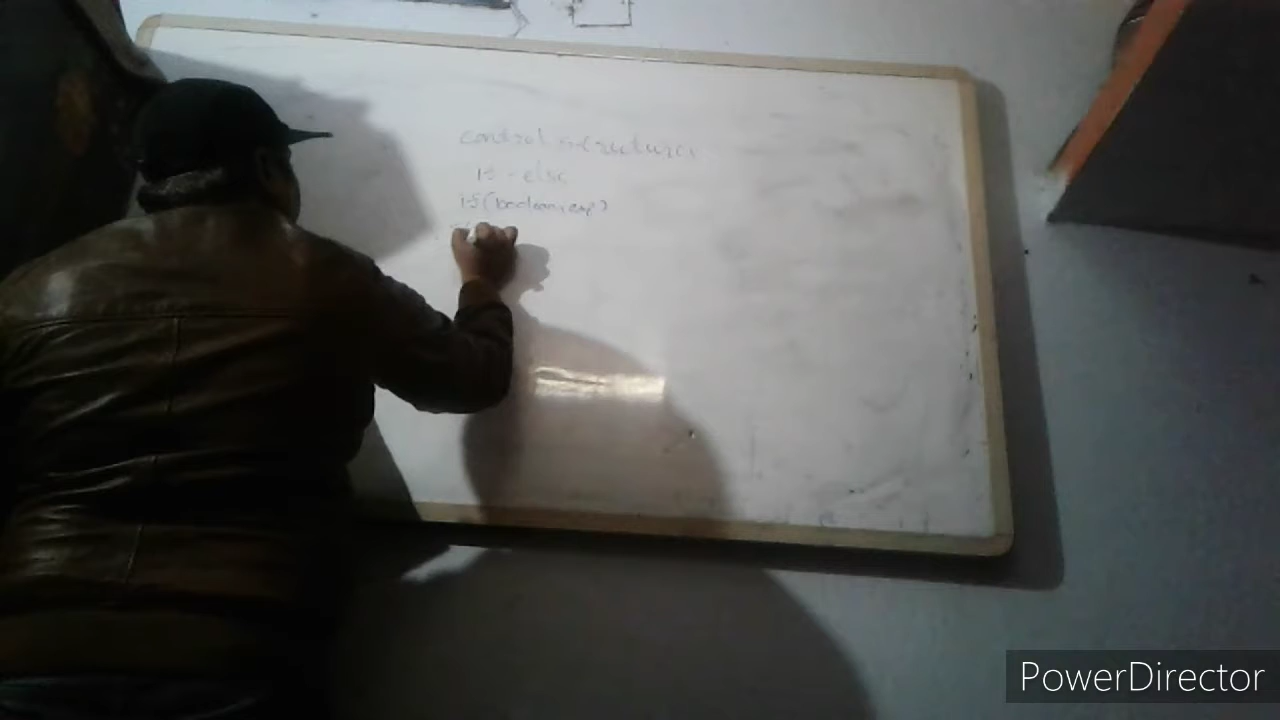 control structures
if - else
if (boolean exp)
PowerDirector